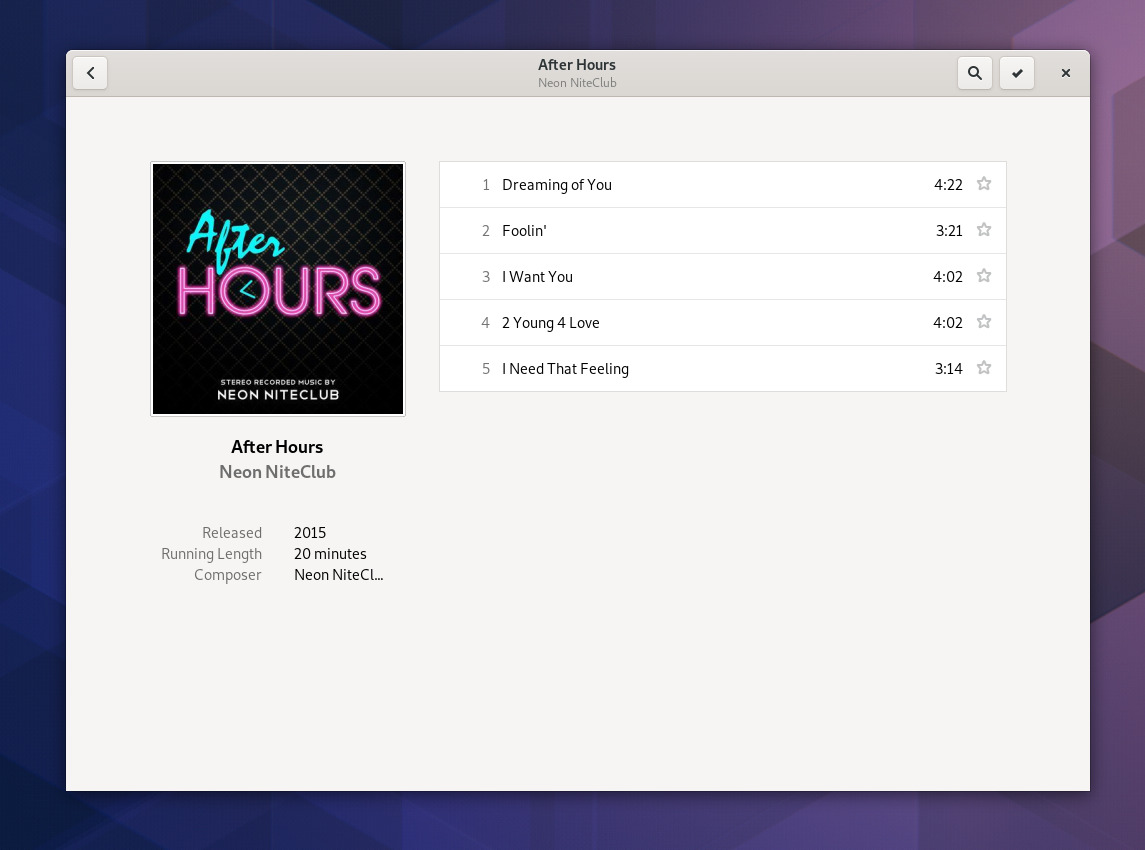 After Hours
Neon NiteClub
After
HOURS
STEREO RECORDED MUSIC BY
NEON NITECLUB
After Hours
Neon NiteClub
Released 2015
Running Length 20 minutes
Composer Neon NiteCl...
1 Dreaming of You 4:22
2 Foolin' 3:21
3 I Want You 4:02
4 2 Young 4 Love 4:02
5 I Need That Feeling 3:14